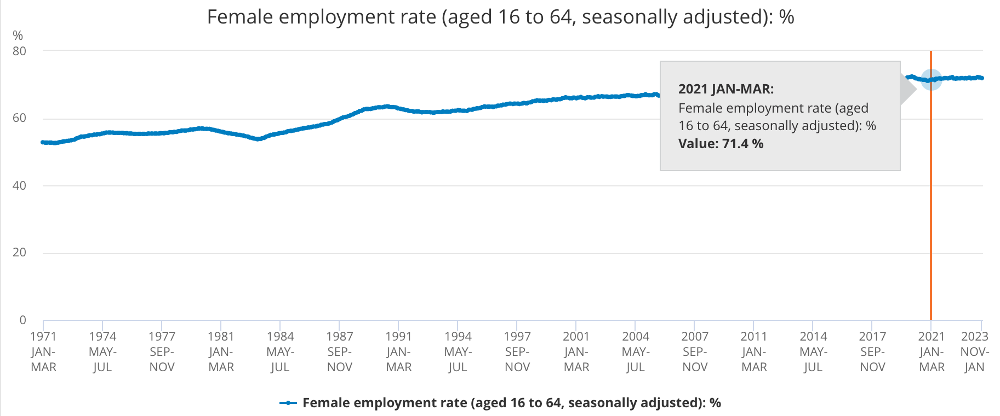 Female employment rate (aged 16 to 64, seasonally adjusted): %
%
80
60
40
20
0
2021 JAN-MAR:
Female employment rate (aged
16 to 64, seasonally adjusted): %
Value: 71.4 %
1971 JAN-MAR
1974 MAY-JUL
1977 SEP-NOV
1981 JAN-MAR
1984 MAY-JUL
1987 SEP-NOV
1991 JAN-MAR
1994 MAY-JUL
1997 SEP-NOV
2001 JAN-MAR
2004 MAY-JUL
2007 SEP-NOV
2011 JAN-MAR
2014 MAY-JUL
2017 SEP-NOV
2021 JAN-MAR
2023 NOV-JAN
Female employment rate (aged 16 to 64, seasonally adjusted): %